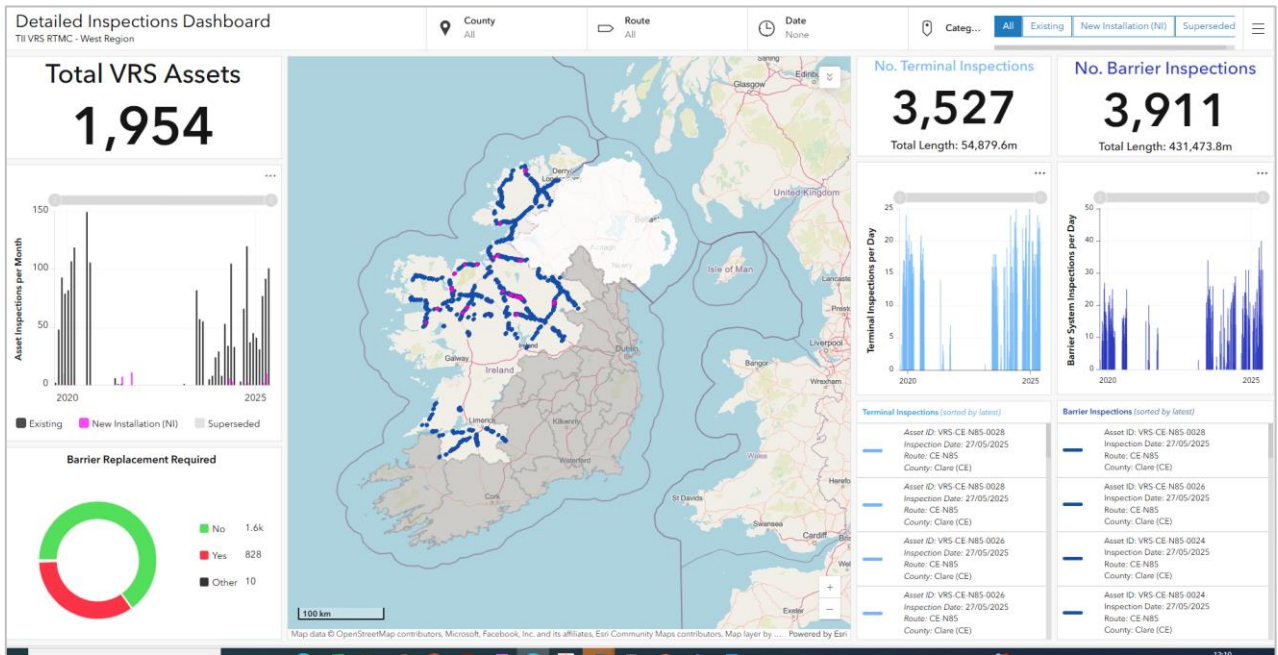 Detailed Inspections Dashboard
TII VRS RTMC - West Region
County
All
Route
All
Date
None
Categ...
All
Existing
New Installation (NI)
Superseded
Total VRS Assets
1,954
150
100
50
0
Asset Inspections per Month
2020
2025
Existing
New Installation (NI)
Superseded
Barrier Replacement Required
No 1.6k
Yes 828
Other 10
Glasgow
Derry
United Kingdom
Isle of Man
Newry
Lancaste
Prest
Liverpool
Bangor
Wrexham
Dublin
Galway
Ireland
Limerick
Kilkenny
Waterford
Cork
Wales
Herefo
St Davids
Swansea
Cardiff
Exeter
100 km
+
−
Map data © OpenStreetMap contributors, Microsoft, Facebook, Inc. and its affiliates, Esri Community Maps contributors, Map layer by ...
Powered by Esri
No. Terminal Inspections
3,527
Total Length: 54,879.6m
No. Barrier Inspections
3,911
Total Length: 431,473.8m
25
20
15
10
5
0
Terminal Inspections per Day
2020
2025
50
40
30
20
10
0
Barrier System Inspections per Day
2020
2025
Terminal Inspections (sorted by latest)
Asset ID: VRS-CE-N85-0028
Inspection Date: 27/05/2025
Route: CE-N85
County: Clare (CE)
Asset ID: VRS-CE-N85-0028
Inspection Date: 27/05/2025
Route: CE-N85
County: Clare (CE)
Asset ID: VRS-CE-N85-0026
Inspection Date: 27/05/2025
Route: CE-N85
County: Clare (CE)
Asset ID: VRS-CE-N85-0026
Inspection Date: 27/05/2025
Route: CE-N85
County: Clare (CE)
Barrier Inspections (sorted by latest)
Asset ID: VRS-CE-N85-0028
Inspection Date: 27/05/2025
Route: CE-N85
County: Clare (CE)
Asset ID: VRS-CE-N85-0026
Inspection Date: 27/05/2025
Route: CE-N85
County: Clare (CE)
Asset ID: VRS-CE-N85-0024
Inspection Date: 27/05/2025
Route: CE-N85
County: Clare (CE)
Asset ID: VRS-CE-N85-0024
Inspection Date: 27/05/2025
Route: CE-N85
County: Clare (CE)